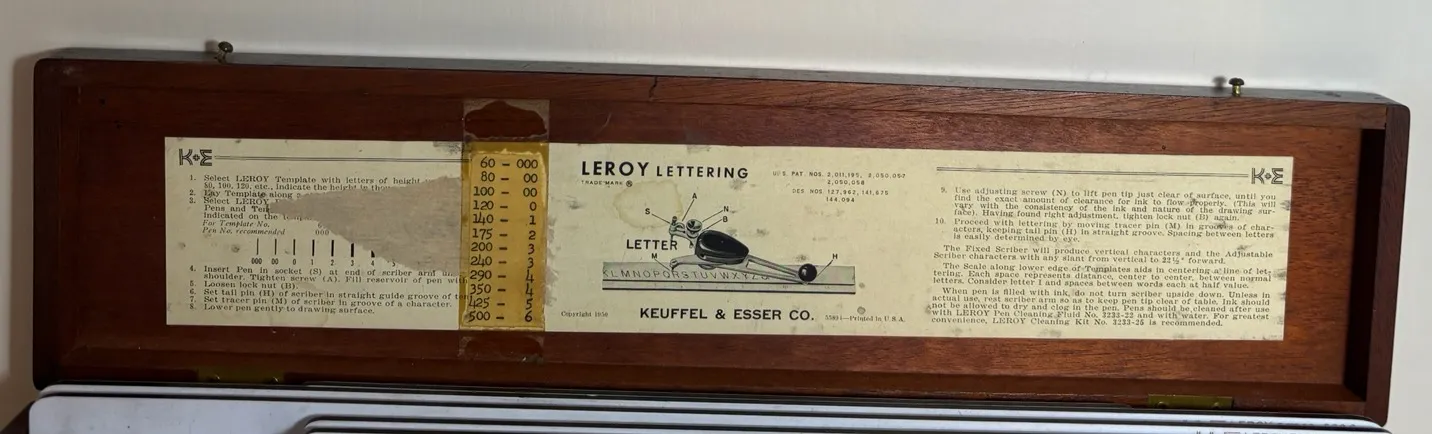 K+E
1. Select LEROY Template with letters of height
80, 100, 120, etc., indicate the height in
2. Lay Template along
3. Select LEROY
Pens and
Indicated on the
For Template No.
Pen No. recommended 000
000 00 0 1 2 3 4
4. Insert Pen in socket (S) at end of scriber arm
shoulder. Tighten screw (A). Fill reservoir of pen with
5. Loosen lock nut (B).
6. Set tail pin (H) of scriber in straight guide groove of
7. Set tracer pin (M) of scriber in groove of a character.
8. Lower pen gently to drawing surface.
60 - 000
80 - 00
100 - 00
120 - 0
140 - 1
175 - 2
200 - 3
240 - 3
290 - 4
350 - 4
425 - 5
500 - 6
LEROY LETTERING
TRADE MARK ®
U.S. PAT. NOS. 2,011,195, 2,050,057
2,050,058
DES. NOS. 127,962, 141,675
144,094
A
S N
B
LETTER
M H
KLMNOPQRSTUVWXYZ
Copyright 1950
KEUFFEL & ESSER CO.
Printed in U.S.A.
K+E
9. Use adjusting screw (N) to lift pen tip just clear of surface, until you
find the exact amount of clearance for ink to flow properly. (This will
vary with the consistency of the ink and nature of the drawing sur-
face). Having found right adjustment, tighten lock nut (B) again.
10. Proceed with lettering by moving tracer pin (M) in grooves of char-
acters, keeping tail pin (H) in straight groove. Spacing between letters
is easily determined by eye.
The Fixed Scriber will produce vertical characters and the Adjustable
Scriber characters with any slant from vertical to 22½° forward.
The Scale along lower edge of Templates aids in centering a line of let-
tering. Each space represents distance, center to center, between normal
letters. Consider letter I and spaces between words each at half value.
When pen is filled with ink, do not turn scriber upside down. Unless in
actual use, rest scriber arm so as to keep pen tip clear of table. Ink should
not be allowed to dry and clog in the pen. Pens should be cleaned after use
with LEROY Pen Cleaning Fluid No. 3233-22 and with water. For greatest
convenience, LEROY Cleaning Kit No. 3233-25 is recommended.